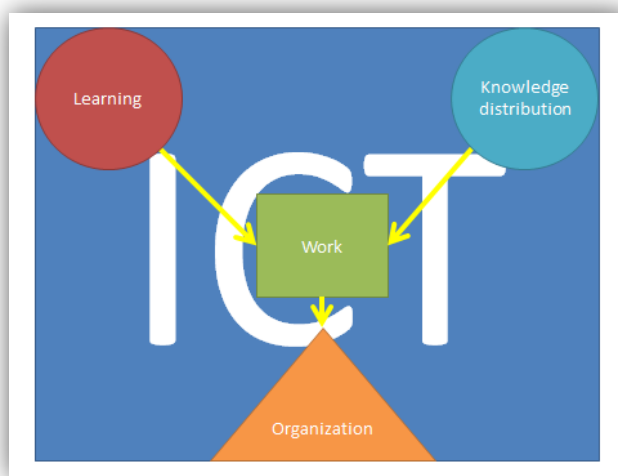 Learning
Knowledge
distribution
ICT
Work
Organization